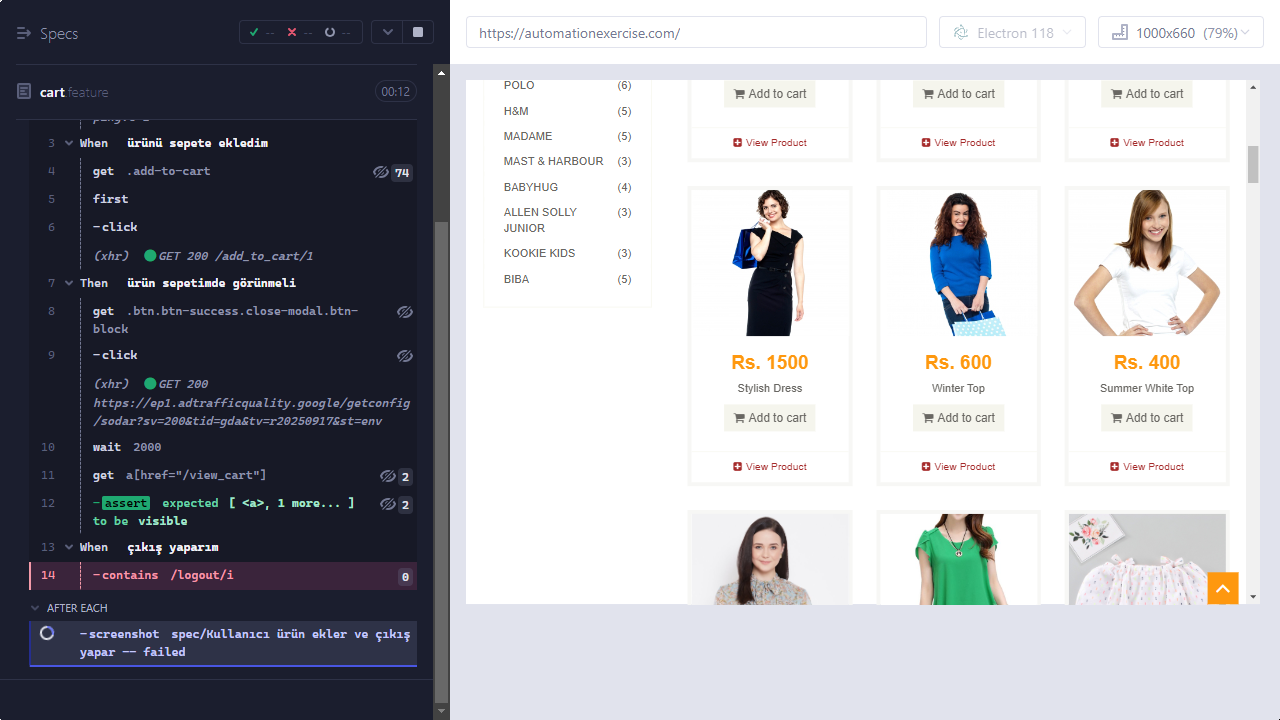 Specs
-- -- --
cart.feature
00:12
3 When ürünü sepete ekledim
4 get .add-to-cart 74
5 first
6 -click
(xhr) GET 200 /add_to_cart/1
7 Then ürün sepetimde görünmeli
8 get .btn.btn-success.close-modal.btn-
block
9 -click
(xhr) GET 200
https://ep1.adtrafficquality.google/getconfig
/sodar?sv=200&tid=gda&tv=r20250917&st=env
10 wait 2000
11 get a[href="/view_cart"] 2
12 -assert expected [ <a>, 1 more... ] 2
to be visible
13 When çıkış yaparım
14 -contains /logout/i 0
AFTER EACH
-screenshot spec/Kullanıcı ürün ekler ve çıkış
yapar -- failed
https://automationexercise.com/
Electron 118
1000x660 (79%)
POLO (6)
H&M (5)
MADAME (5)
MAST & HARBOUR (3)
BABYHUG (4)
ALLEN SOLLY (3)
JUNIOR
KOOKIE KIDS (3)
BIBA (5)
Add to cart Add to cart Add to cart
View Product View Product View Product
Rs. 1500 Rs. 600 Rs. 400
Stylish Dress Winter Top Summer White Top
Add to cart Add to cart Add to cart
View Product View Product View Product